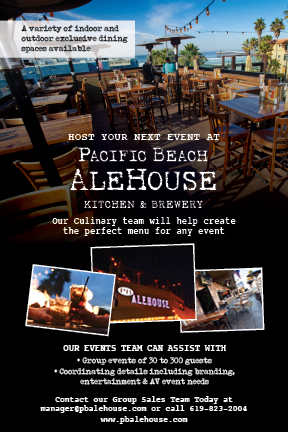 A variety of indoor and
outdoor exclusive dining
spaces available
HOST YOUR NEXT EVENT AT
PACIFIC BEACH
ALEHOUSE
KITCHEN & BREWERY
Our Culinary team will help create
the perfect menu for any event
ALEHOUSE
OUR EVENTS TEAM CAN ASSIST WITH
• Group events of 30 to 300 guests
• Coordinating details including branding,
entertainment & AV event needs
Contact our Group Sales Team Today at
manager@pbalehouse.com or call 619-823-2004
www.pbalehouse.com